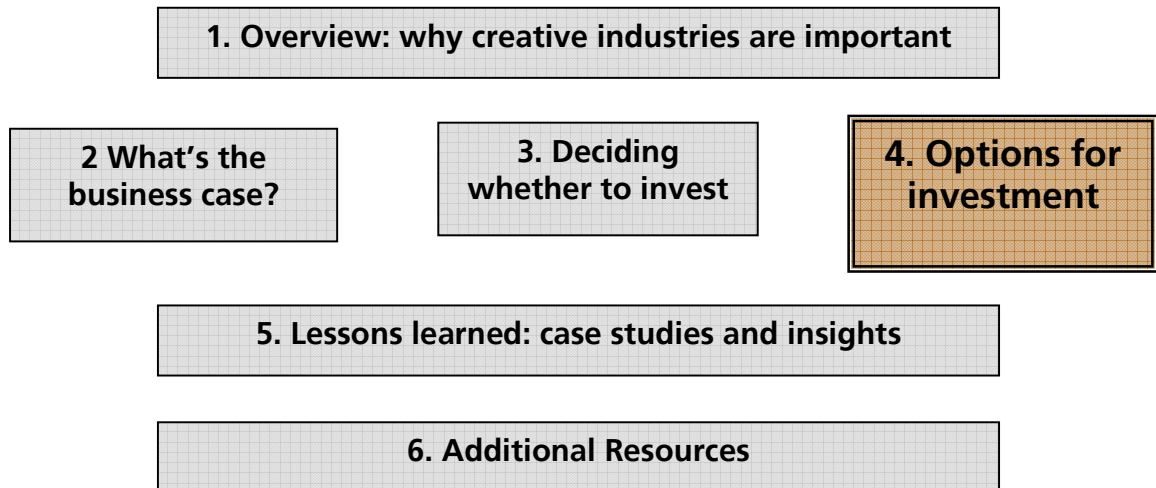 1. Overview: why creative industries are important
2 What's the
business case?
3. Deciding
whether to invest
4. Options for
investment
5. Lessons learned: case studies and insights
6. Additional Resources